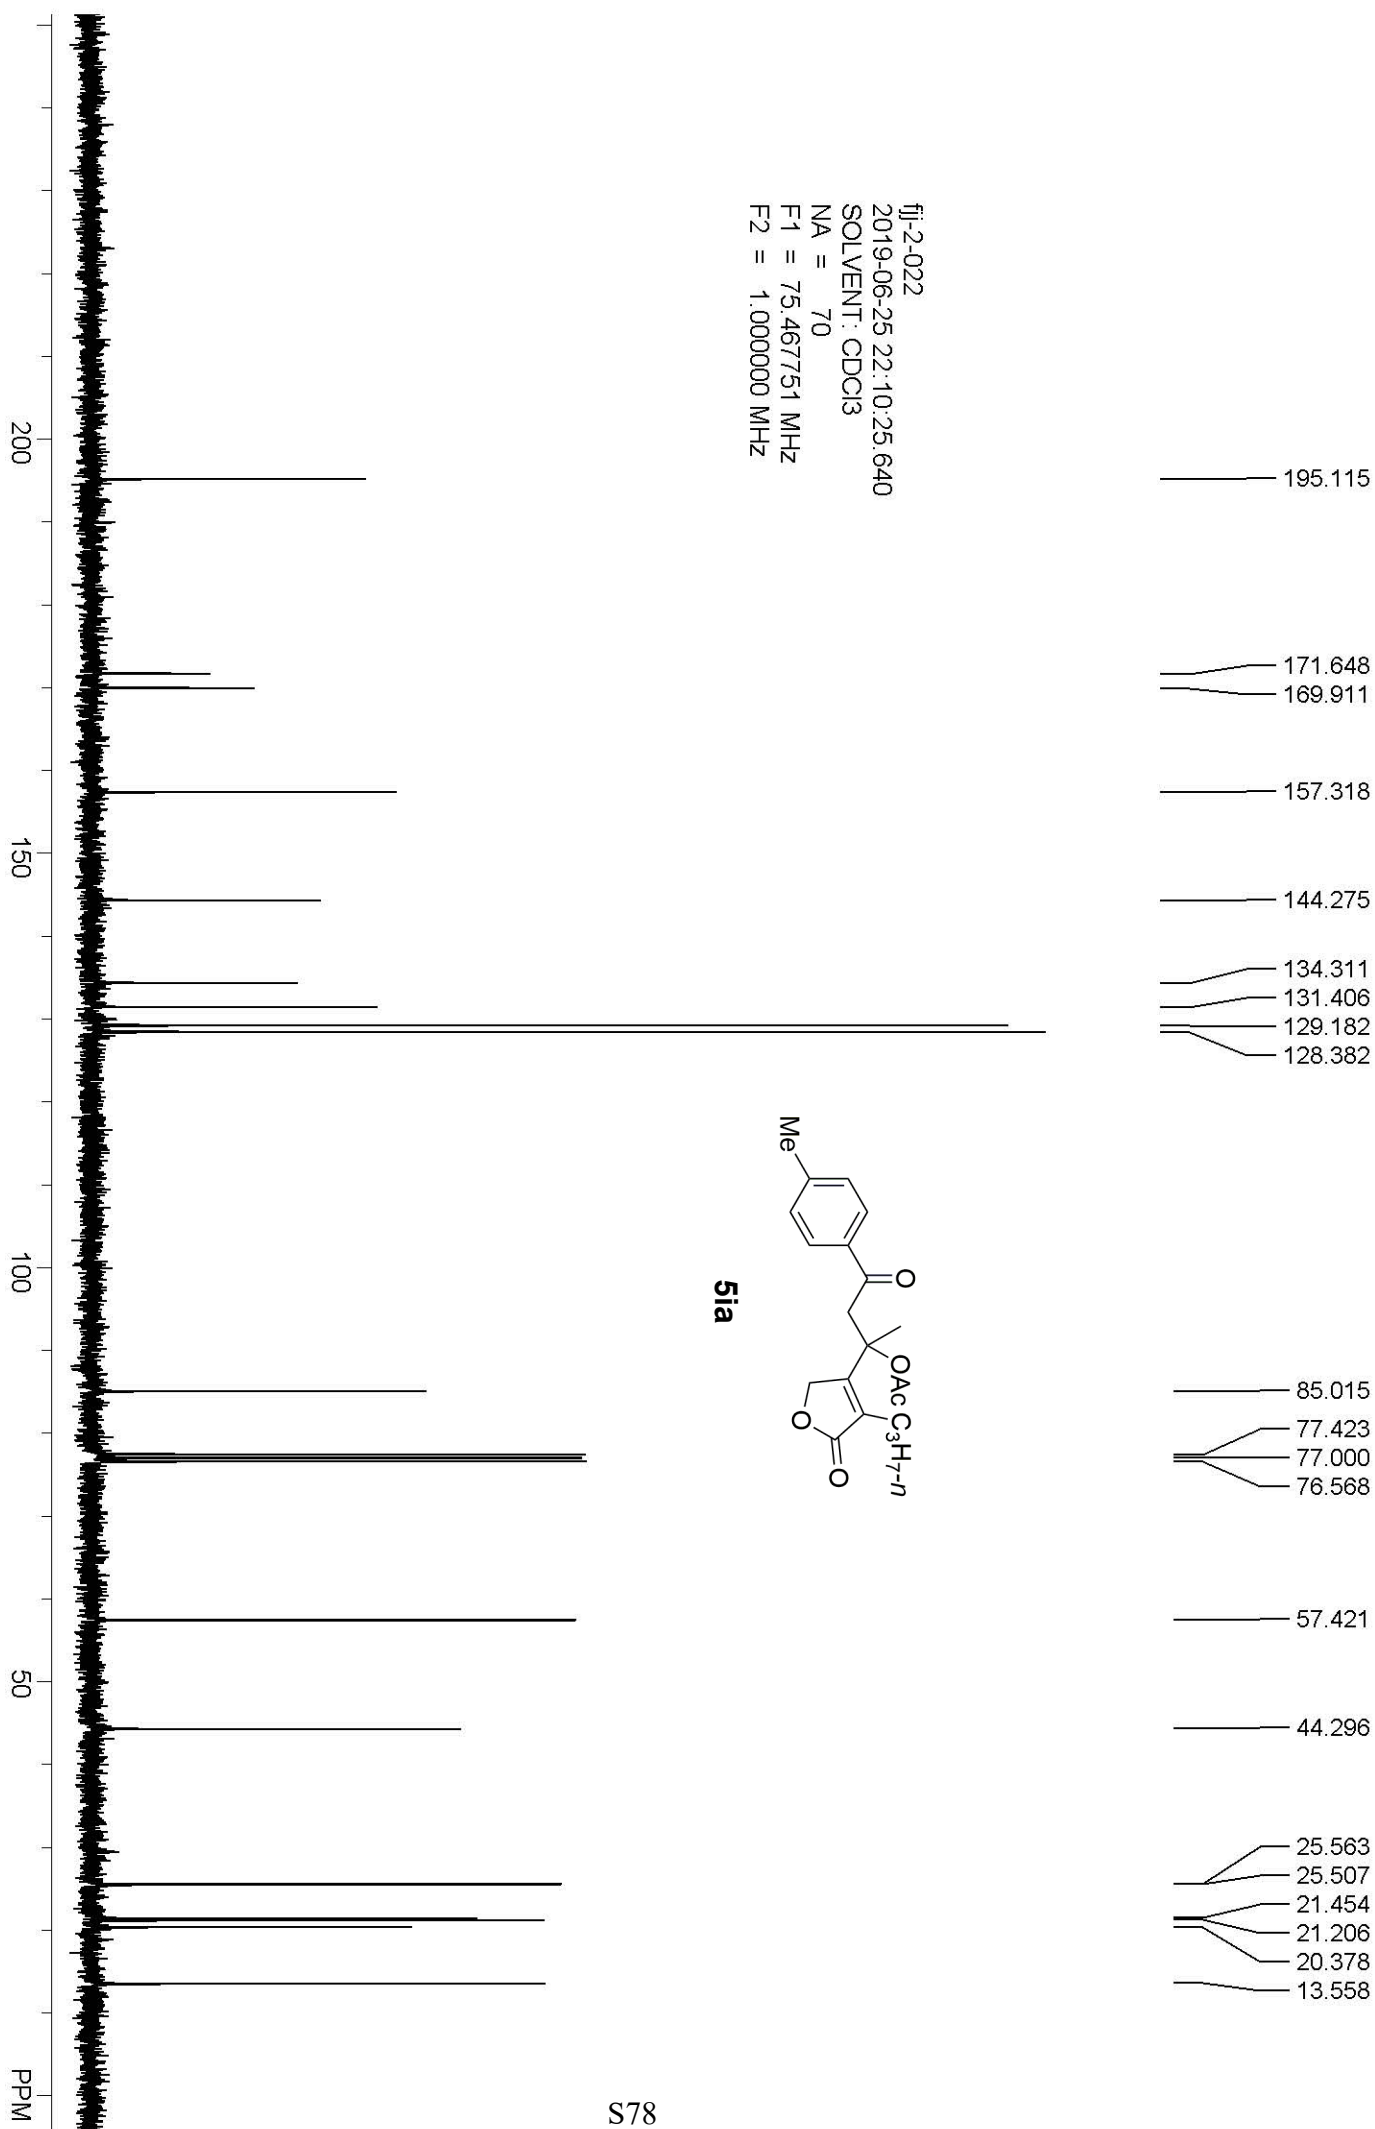 fjj-2-022
2019-06-25 22:10:25.640
SOLVENT: CDCl3
NA = 70
F1 = 75.467751 MHz
F2 = 1.000000 MHz
195.115
171.648
169.911
157.318
144.275
134.311
131.406
129.182
128.382
85.015
77.423
77.000
76.568
57.421
44.296
25.563
25.507
21.454
21.206
20.378
13.558
Me
O
OAc
C3H7-n
O
O
5ia
200
150
100
50
PPM
S78